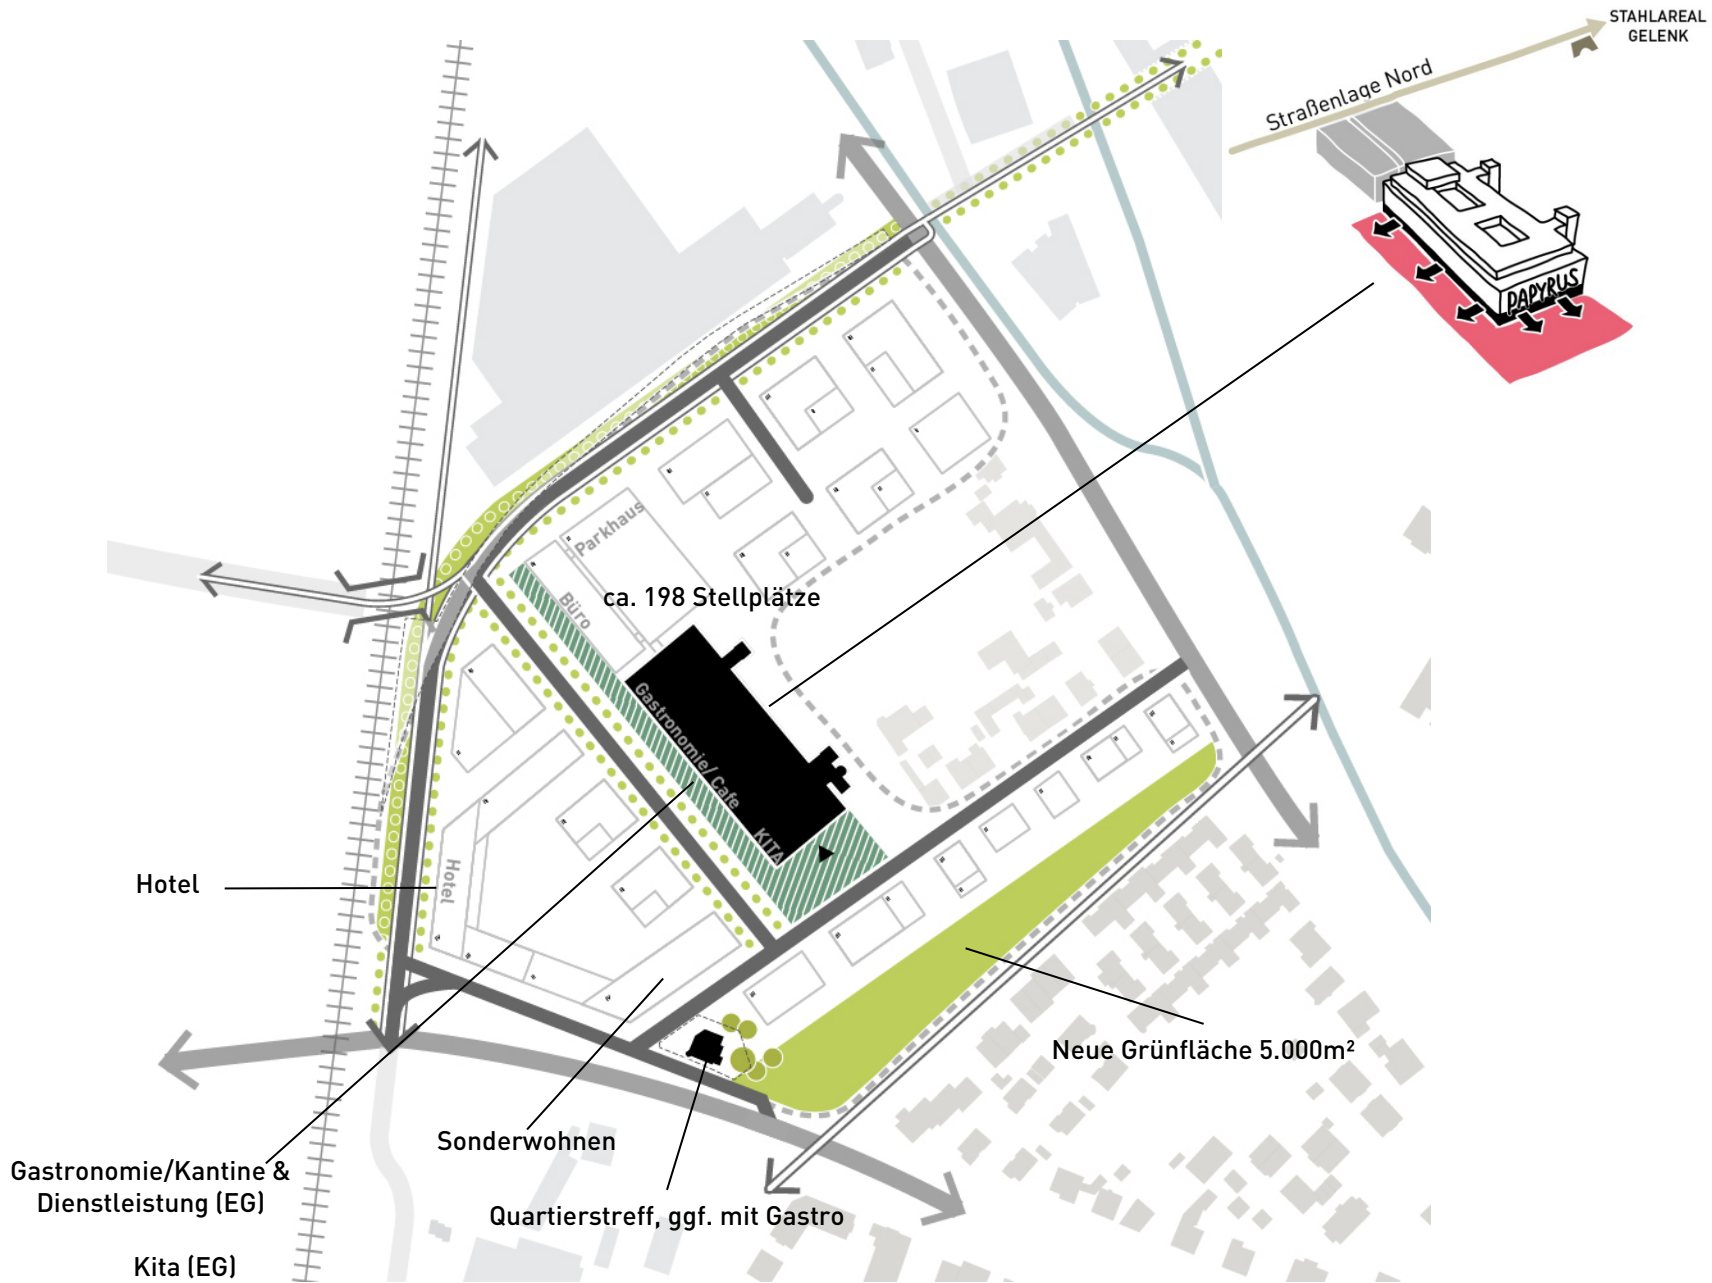 STAHLAREAL
GELENK
Straßenlage Nord
PAPYRUS
Parkhaus
Büro
ca. 198 Stellplätze
Gastronomie/ Cafe
KITA
Hotel
Hotel
Neue Grünfläche 5.000m²
Sonderwohnen
Gastronomie/Kantine &
Dienstleistung (EG)
Quartierstreff, ggf. mit Gastro
Kita (EG)